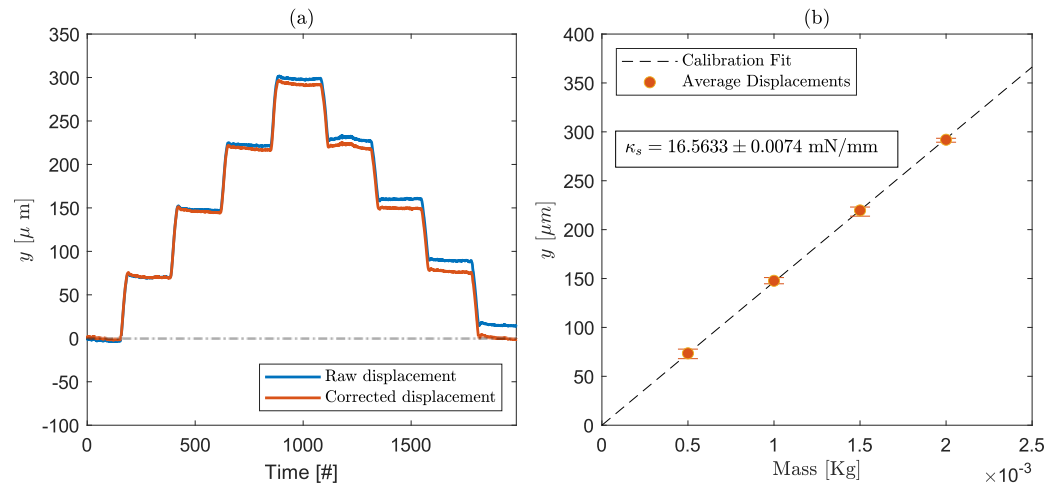 (a)
350
300
250
200
150
100
50
0
-50
-100
y [μ m]
0
500
1000
1500
Time [#]
Raw displacement
Corrected displacement
(b)
400
350
300
250
200
150
100
50
0
y [μm]
0
0.5
1
1.5
2
2.5
×10⁻³
Mass [Kg]
Calibration Fit
Average Displacements
κₛ = 16.5633 ± 0.0074 mN/mm